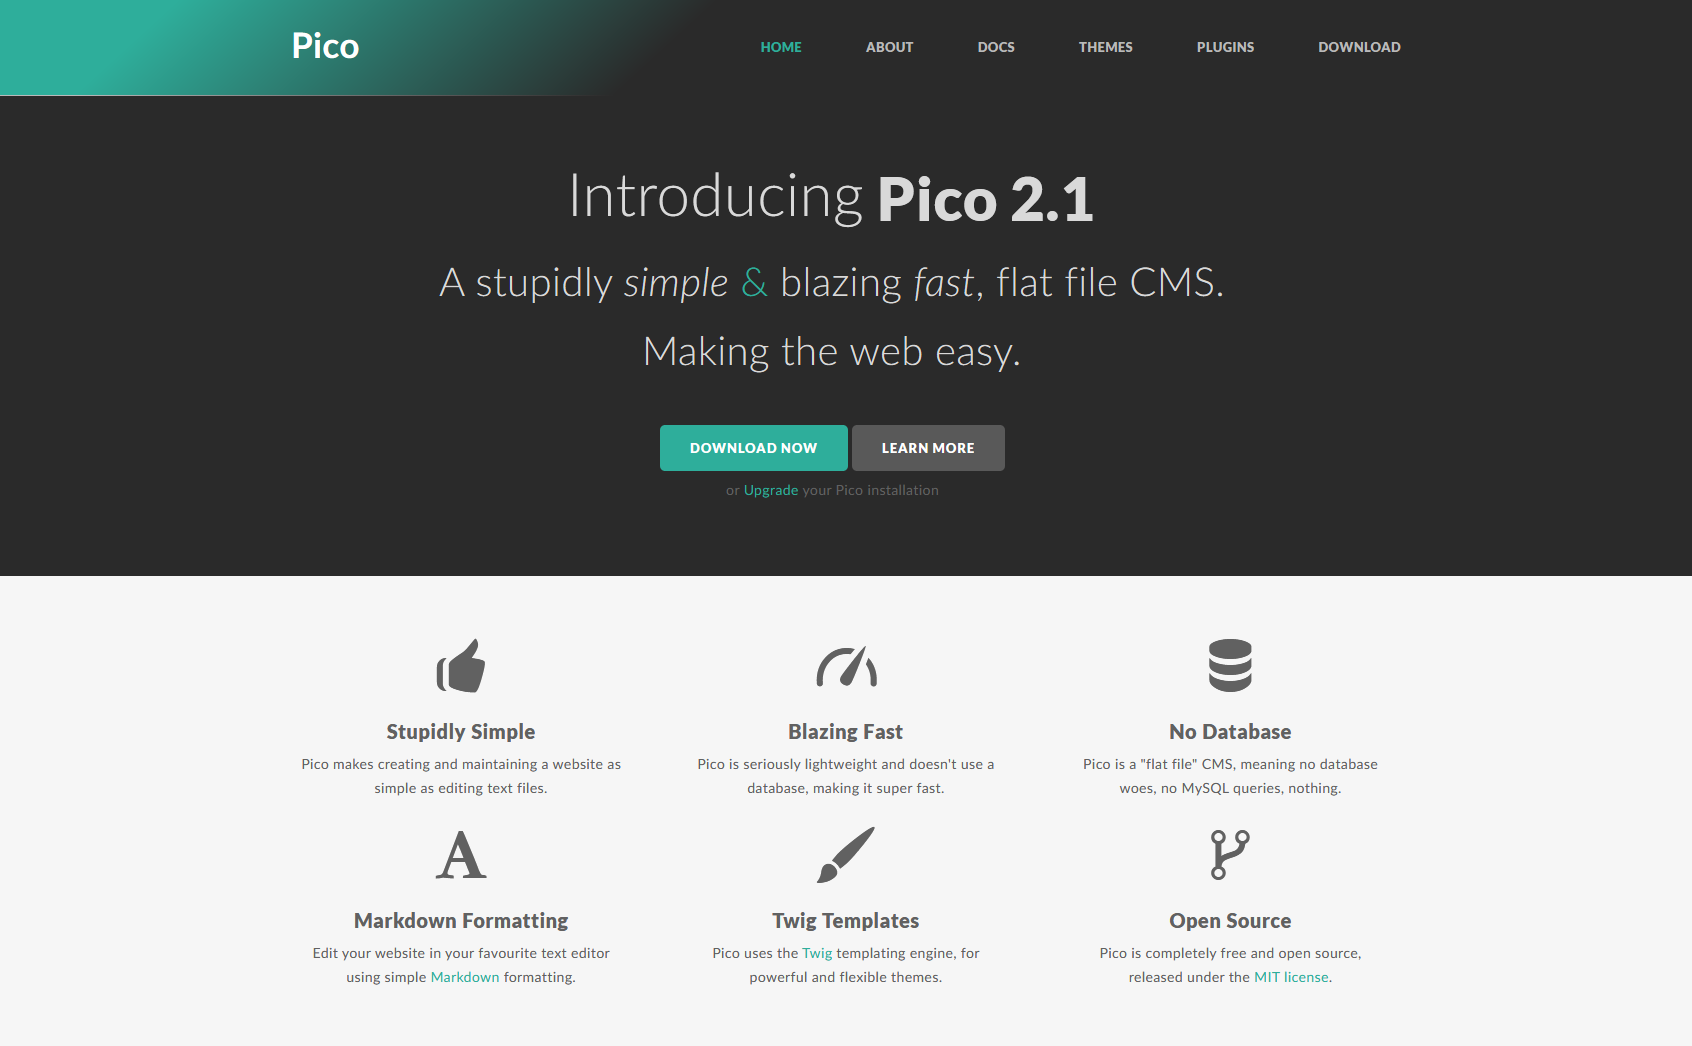 Pico
HOME ABOUT DOCS THEMES PLUGINS DOWNLOAD
Introducing Pico 2.1
A stupidly simple & blazing fast, flat file CMS.
Making the web easy.
DOWNLOAD NOW LEARN MORE
or Upgrade your Pico installation
Stupidly Simple
Pico makes creating and maintaining a website as
simple as editing text files.
Blazing Fast
Pico is seriously lightweight and doesn't use a
database, making it super fast.
No Database
Pico is a "flat file" CMS, meaning no database
woes, no MySQL queries, nothing.
Markdown Formatting
Edit your website in your favourite text editor
using simple Markdown formatting.
Twig Templates
Pico uses the Twig templating engine, for
powerful and flexible themes.
Open Source
Pico is completely free and open source,
released under the MIT license.